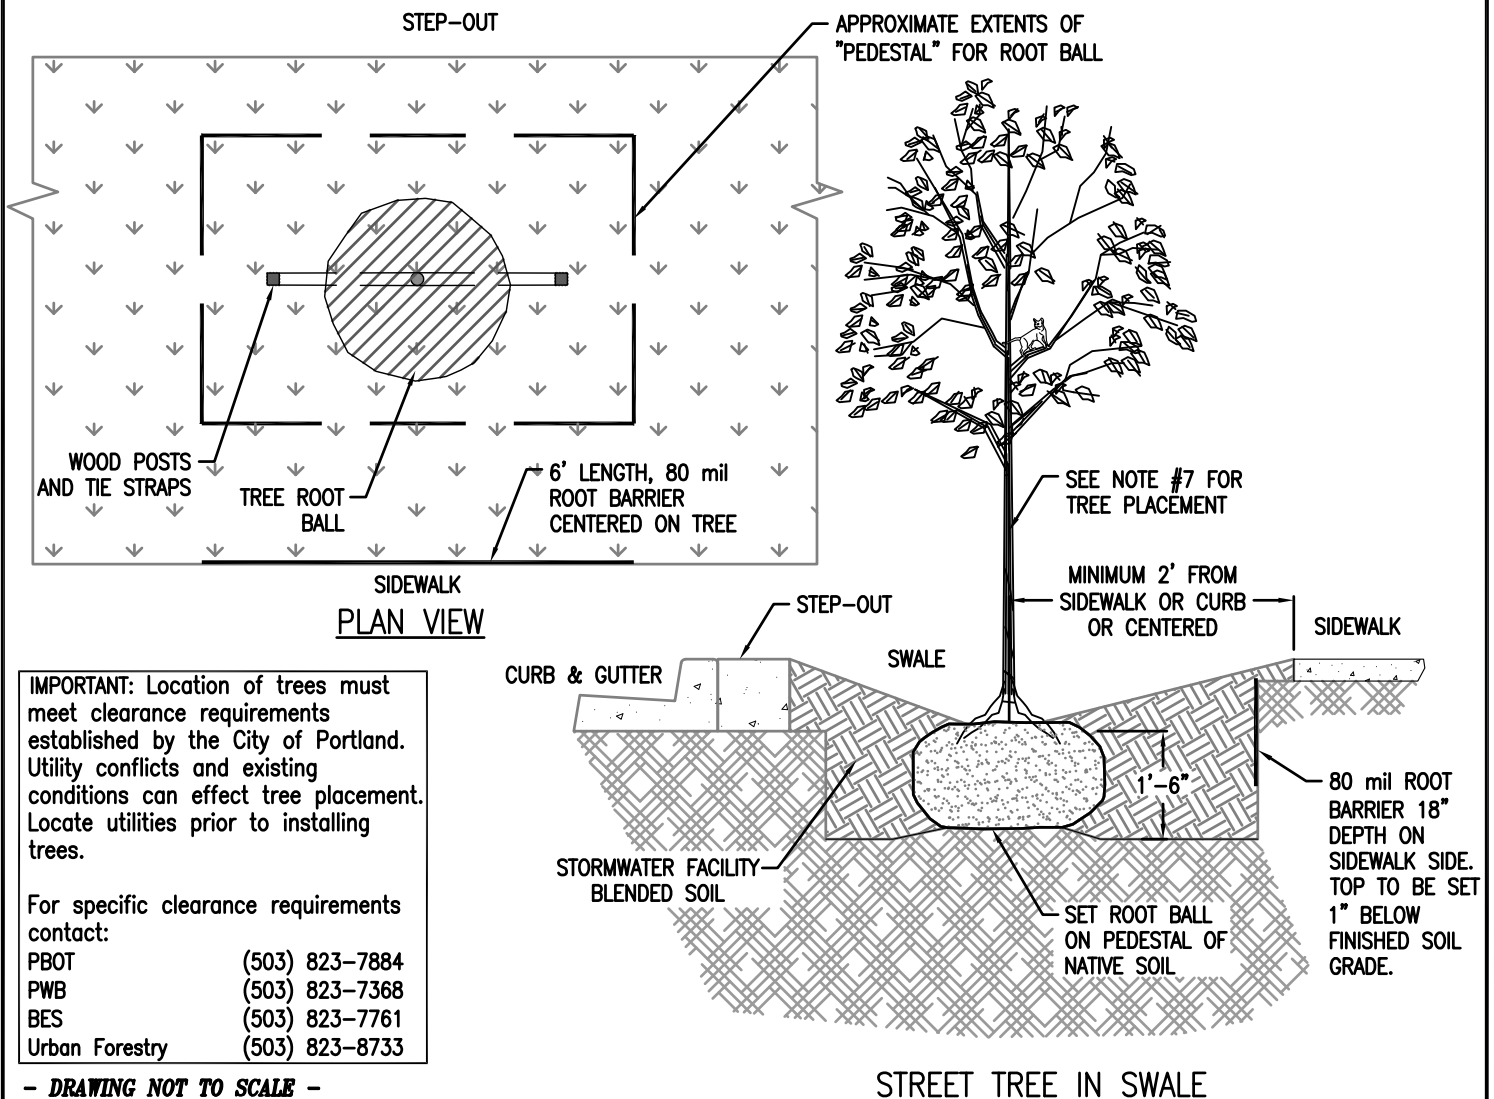 STEP-OUT
APPROXIMATE EXTENTS OF
"PEDESTAL" FOR ROOT BALL
WOOD POSTS
AND TIE STRAPS
TREE ROOT
BALL
6' LENGTH, 80 mil
ROOT BARRIER
CENTERED ON TREE
SIDEWALK
PLAN VIEW
SEE NOTE #7 FOR
TREE PLACEMENT
MINIMUM 2' FROM
SIDEWALK OR CURB
OR CENTERED
SIDEWALK
STEP-OUT
SWALE
CURB & GUTTER
1'-6"
80 mil ROOT
BARRIER 18"
DEPTH ON
SIDEWALK SIDE.
TOP TO BE SET
1" BELOW
FINISHED SOIL
GRADE.
STORMWATER FACILITY
BLENDED SOIL
SET ROOT BALL
ON PEDESTAL OF
NATIVE SOIL
IMPORTANT: Location of trees must
meet clearance requirements
established by the City of Portland.
Utility conflicts and existing
conditions can effect tree placement.
Locate utilities prior to installing
trees.
For specific clearance requirements
contact:
PBOT (503) 823-7884
PWB (503) 823-7368
BES (503) 823-7761
Urban Forestry (503) 823-8733
- DRAWING NOT TO SCALE -
STREET TREE IN SWALE